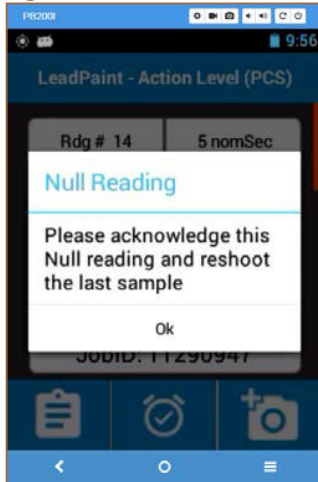 PB200i
9:56
LeadPaint - Action Level (PCS)
Rdg # 14 5 nomSec
Null Reading
Please acknowledge this
Null reading and reshoot
the last sample
Ok
JobID: 11290947